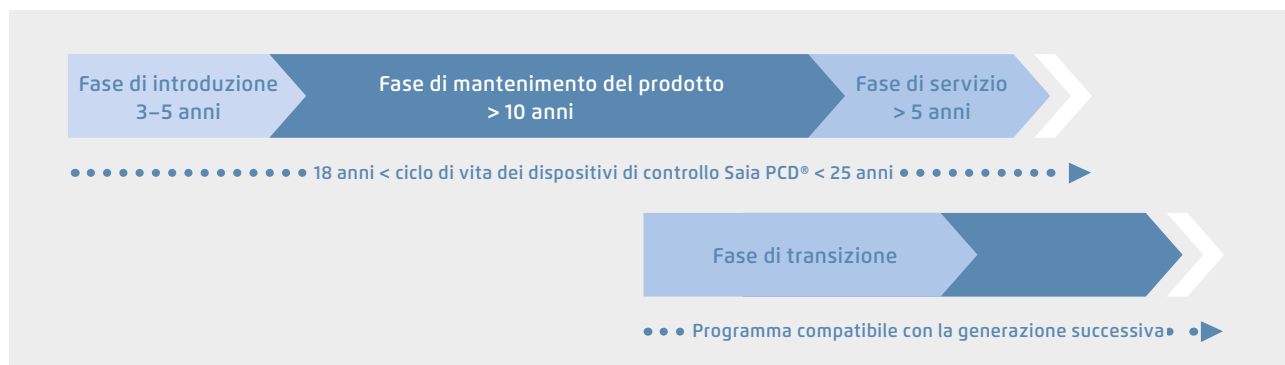 Fase di introduzione
3–5 anni
Fase di mantenimento del prodotto
> 10 anni
Fase di servizio
> 5 anni
18 anni < ciclo di vita dei dispositivi di controllo Saia PCD® < 25 anni
Fase di transizione
Programma compatibile con la generazione successiva